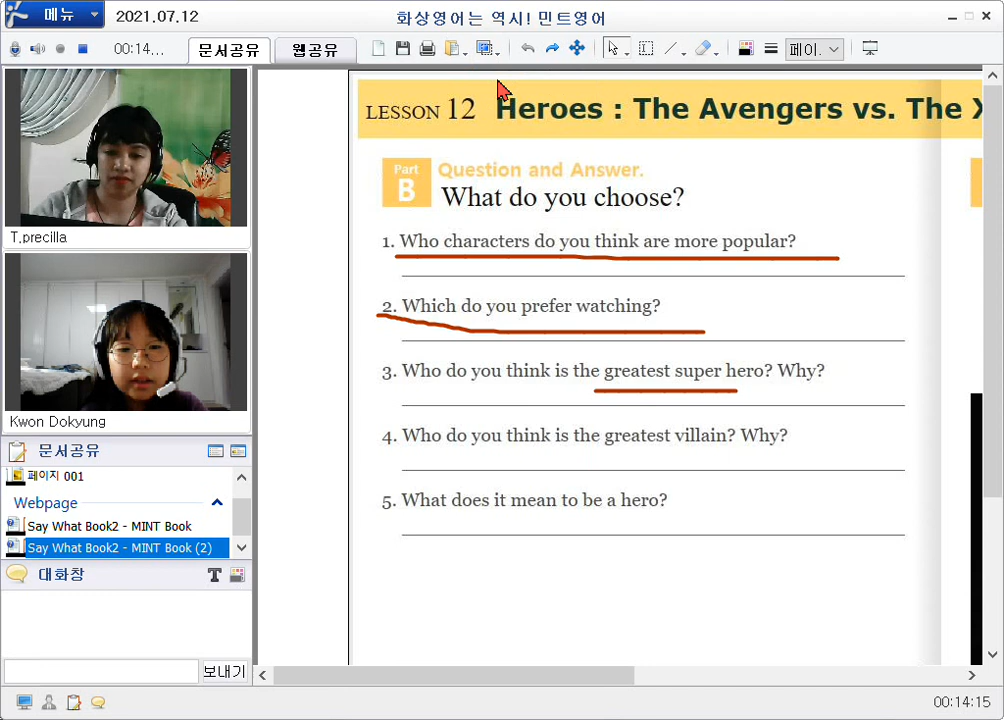 메뉴
2021.07.12
화상영어는 역시! 민트영어
00:14...
문서공유
웹공유
페이.
T.precilla
Kwon Dokyung
문서공유
페이지 001
Webpage
Say What Book2 - MINT Book
Say What Book2 - MINT Book (2)
대화창
T
보내기
LESSON 12 Heroes : The Avengers vs. The X
Part B
Question and Answer.
What do you choose?
1. Who characters do you think are more popular?
2. Which do you prefer watching?
3. Who do you think is the greatest super hero? Why?
4. Who do you think is the greatest villain? Why?
5. What does it mean to be a hero?
00:14:15